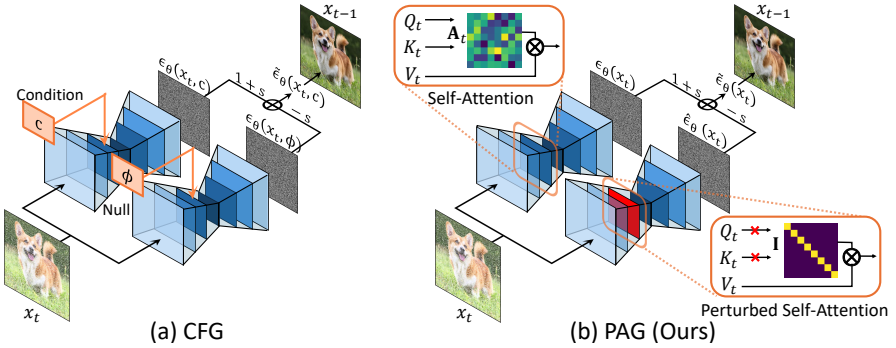 x_{t−1}
ϵ_θ(x_t, c)
1 + s
ϵ̃_θ(x_t, c)
− s
Condition
c
ϵ_θ(x_t, ϕ)
ϕ
Null
x_t
(a) CFG
Q_t
K_t
A_t
V_t
Self-Attention
x_{t−1}
ϵ_θ(x_t)
1 + s
ϵ̃_θ(x_t)
− s
ϵ̂_θ(x_t)
Q_t
K_t
I
V_t
Perturbed Self-Attention
x_t
(b) PAG (Ours)